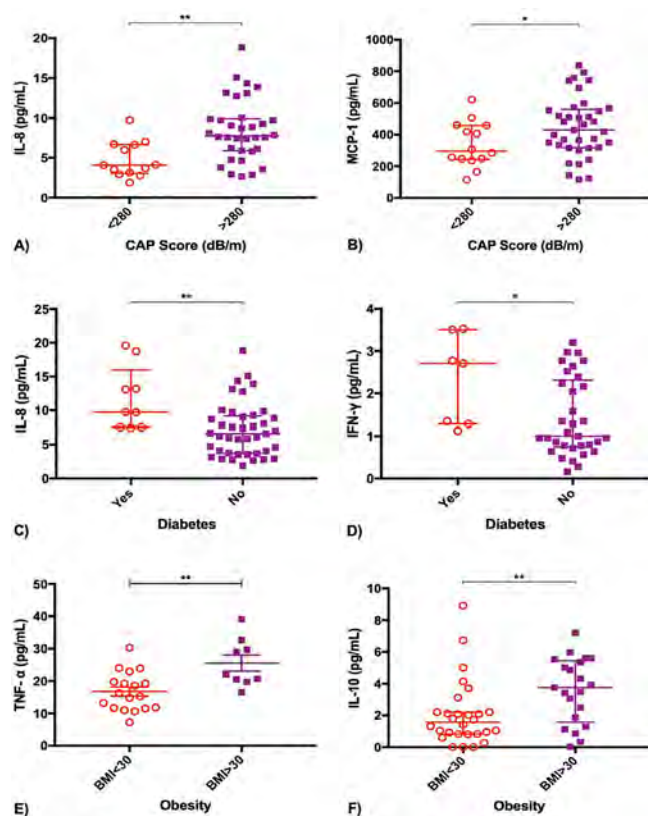 **
IL-8 (pg/mL)
20
15
10
5
0
<280
>280
A)
CAP Score (dB/m)
*
MCP-1 (pg/mL)
1000
800
600
400
200
0
<280
>280
B)
CAP Score (dB/m)
**
IL-8 (pg/mL)
25
20
15
10
5
0
Yes
No
C)
Diabetes
*
IFN-γ (pg/mL)
4
3
2
1
0
Yes
No
D)
Diabetes
**
TNF- α (pg/mL)
50
40
30
20
10
0
BMI<30
BMI>30
E)
Obesity
**
IL-10 (pg/mL)
10
8
6
4
2
0
BMI<30
BMI>30
F)
Obesity